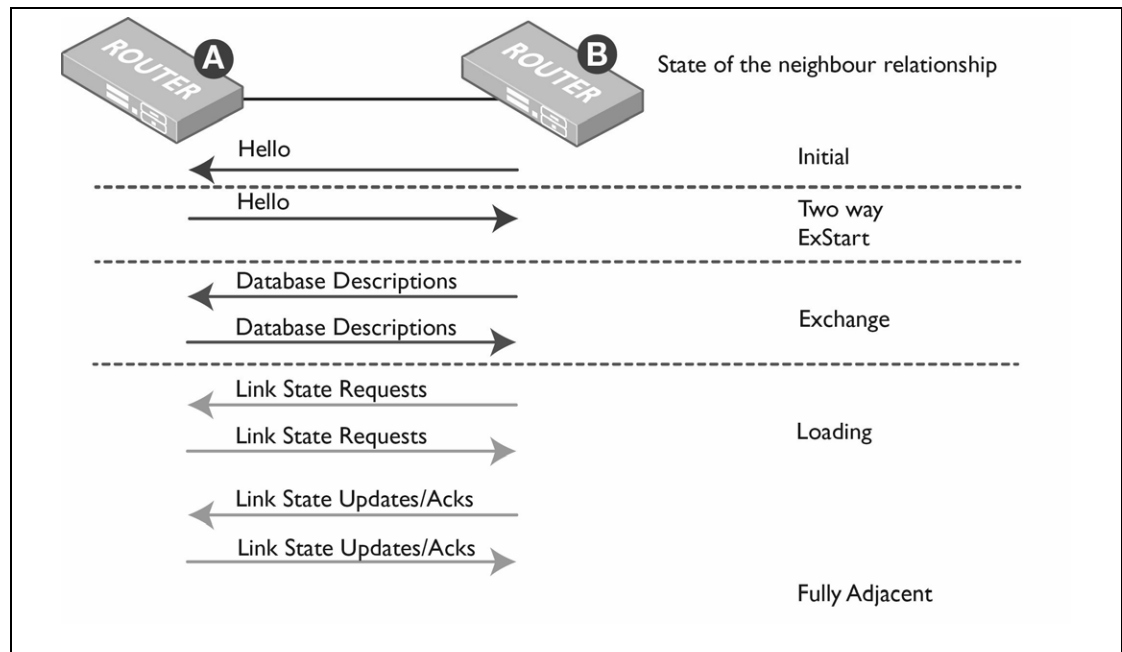 ROUTER A
ROUTER B
State of the neighbour relationship
Hello
Initial
Hello
Two way
ExStart
Database Descriptions
Database Descriptions
Exchange
Link State Requests
Link State Requests
Loading
Link State Updates/Acks
Link State Updates/Acks
Fully Adjacent